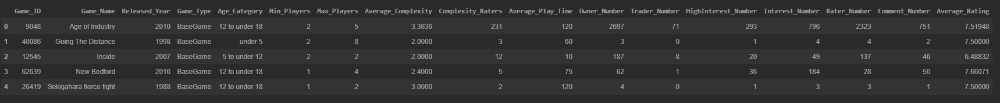 Game_ID Game_Name Released_Year Game_Type Age_Category Min_Players Max_Players Average_Complexity Complexity_Raters Average_Play_Time Owner_Number Trader_Number HighInterest_Number Interest_Number Rater_Number Comment_Number Average_Rating
0 9048 Age of Industry 2010 BaseGame 12 to under 18 2 5 3.3636 231 120 2697 71 293 796 2323 751 7.51948
1 40086 Going The Distance 1998 BaseGame under 5 2 8 2.0000 3 60 3 0 1 4 4 2 7.50000
2 12545 Inside 2007 BaseGame 5 to under 12 2 2 2.0000 12 10 187 8 20 49 137 46 6.48832
3 62639 New Bedford 2016 BaseGame 12 to under 18 1 4 2.4000 5 75 62 1 36 184 28 56 7.66071
4 26419 Sekigahara fierce fight 1988 BaseGame 12 to under 18 1 2 3.0000 2 120 4 0 1 3 3 1 7.50000